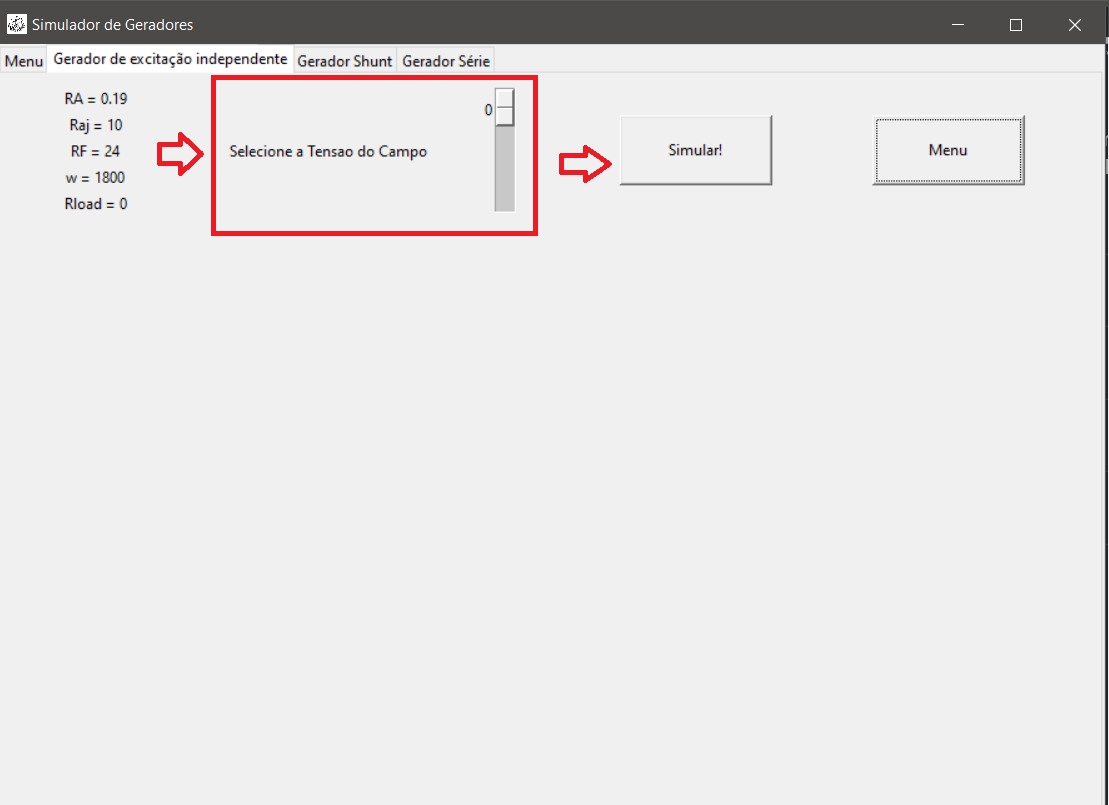 Simulador de Geradores
Menu
Gerador de excitação independente
Gerador Shunt
Gerador Série
RA = 0.19
Raj = 10
RF = 24
w = 1800
Rload = 0
Selecione a Tensao do Campo
0
Simular!
Menu